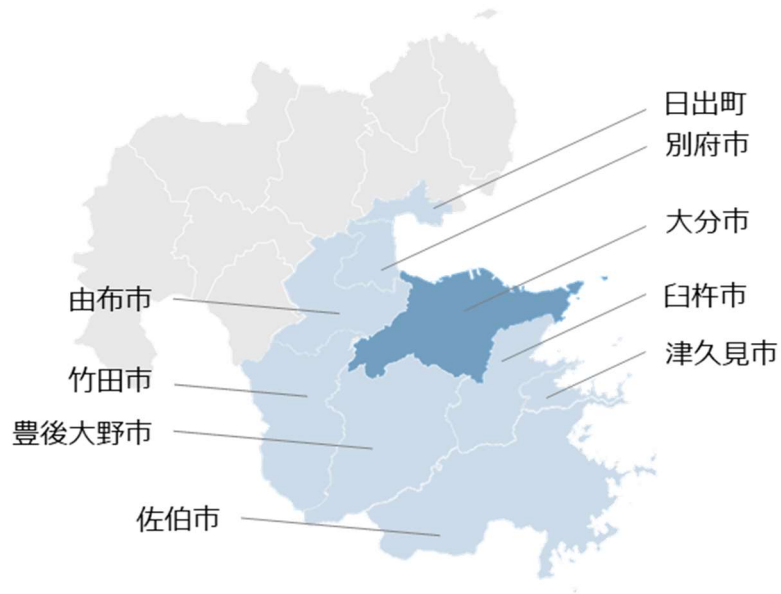 日出町
別府市
大分市
臼杵市
津久見市
由布市
竹田市
豊後大野市
佐伯市